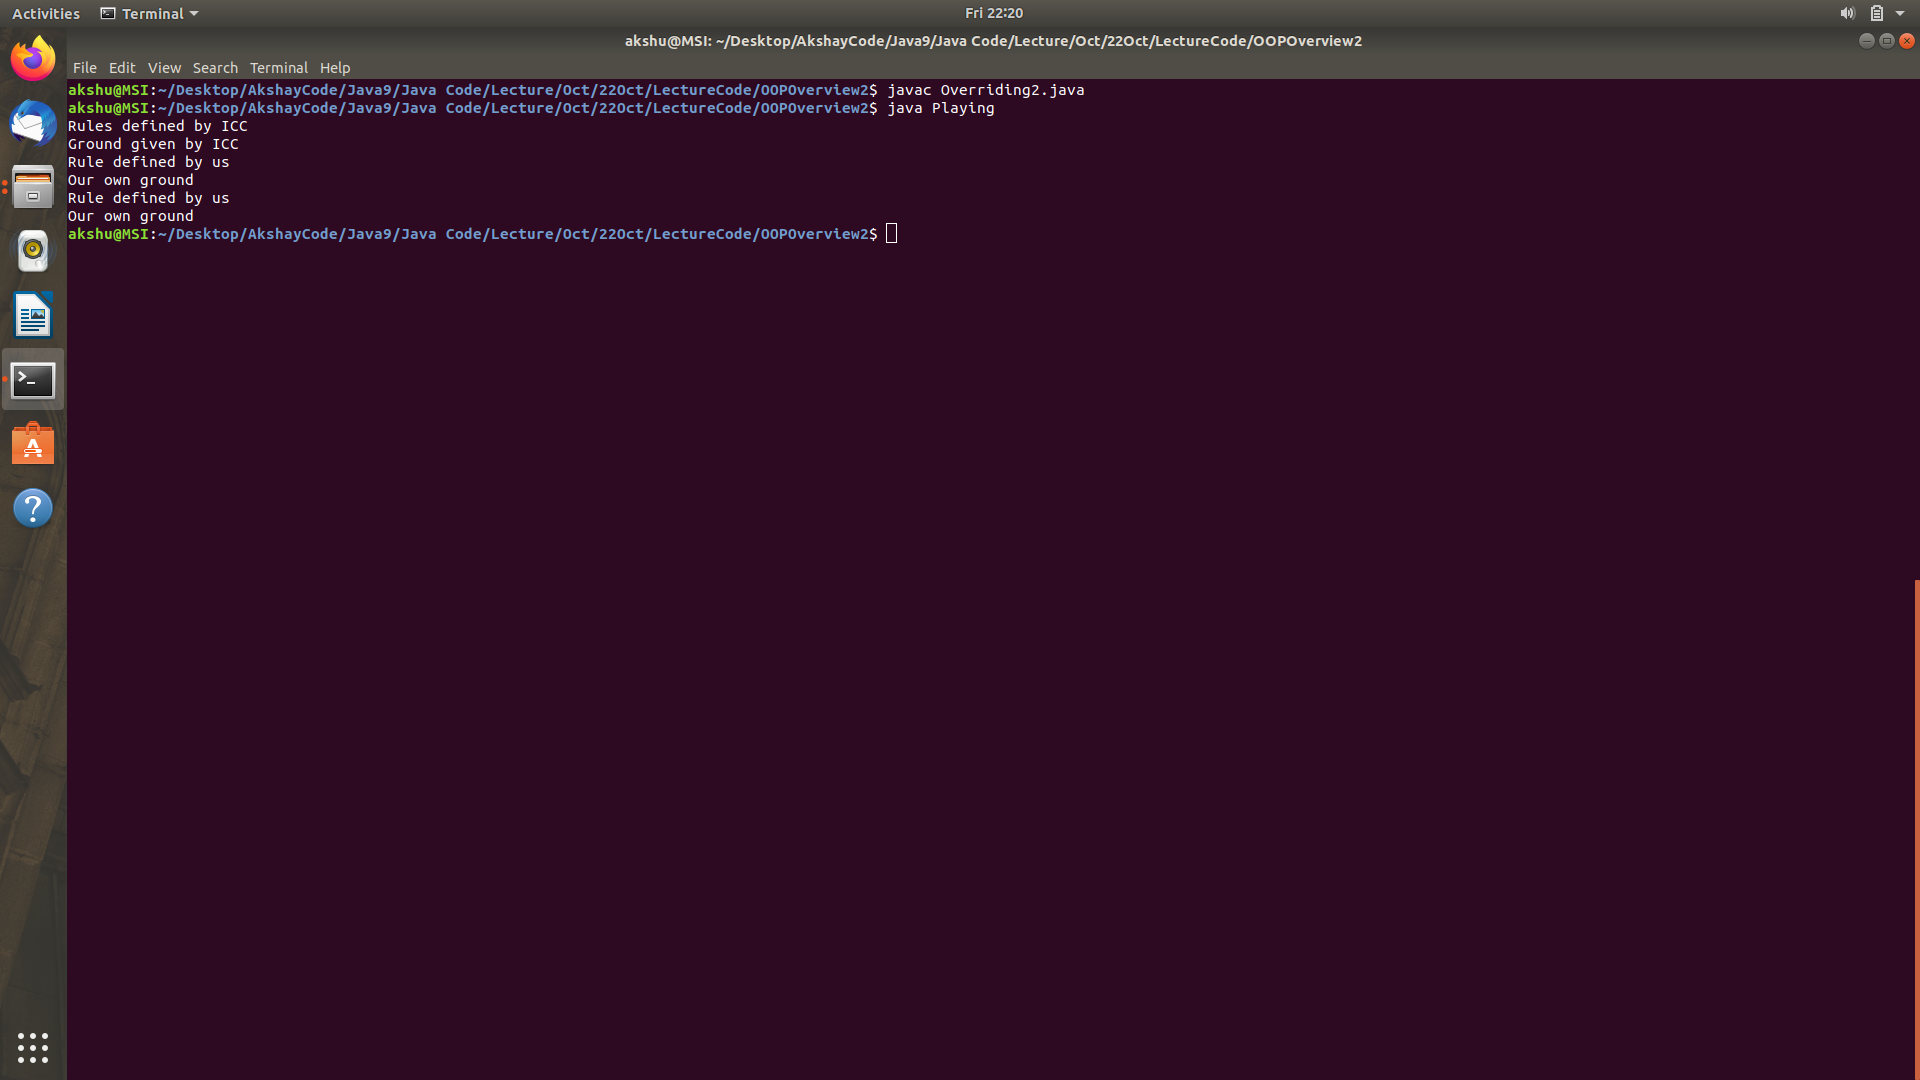 Activities
Terminal
Fri 22:20
akshu@MSI: ~/Desktop/AkshayCode/Java9/Java Code/Lecture/Oct/22Oct/LectureCode/OOPOverview2
File Edit View Search Terminal Help
akshu@MSI:~/Desktop/AkshayCode/Java9/Java Code/Lecture/Oct/22Oct/LectureCode/OOPOverview2$ javac Overriding2.java
akshu@MSI:~/Desktop/AkshayCode/Java9/Java Code/Lecture/Oct/22Oct/LectureCode/OOPOverview2$ java Playing
Rules defined by ICC
Ground given by ICC
Rule defined by us
Our own ground
Rule defined by us
Our own ground
akshu@MSI:~/Desktop/AkshayCode/Java9/Java Code/Lecture/Oct/22Oct/LectureCode/OOPOverview2$